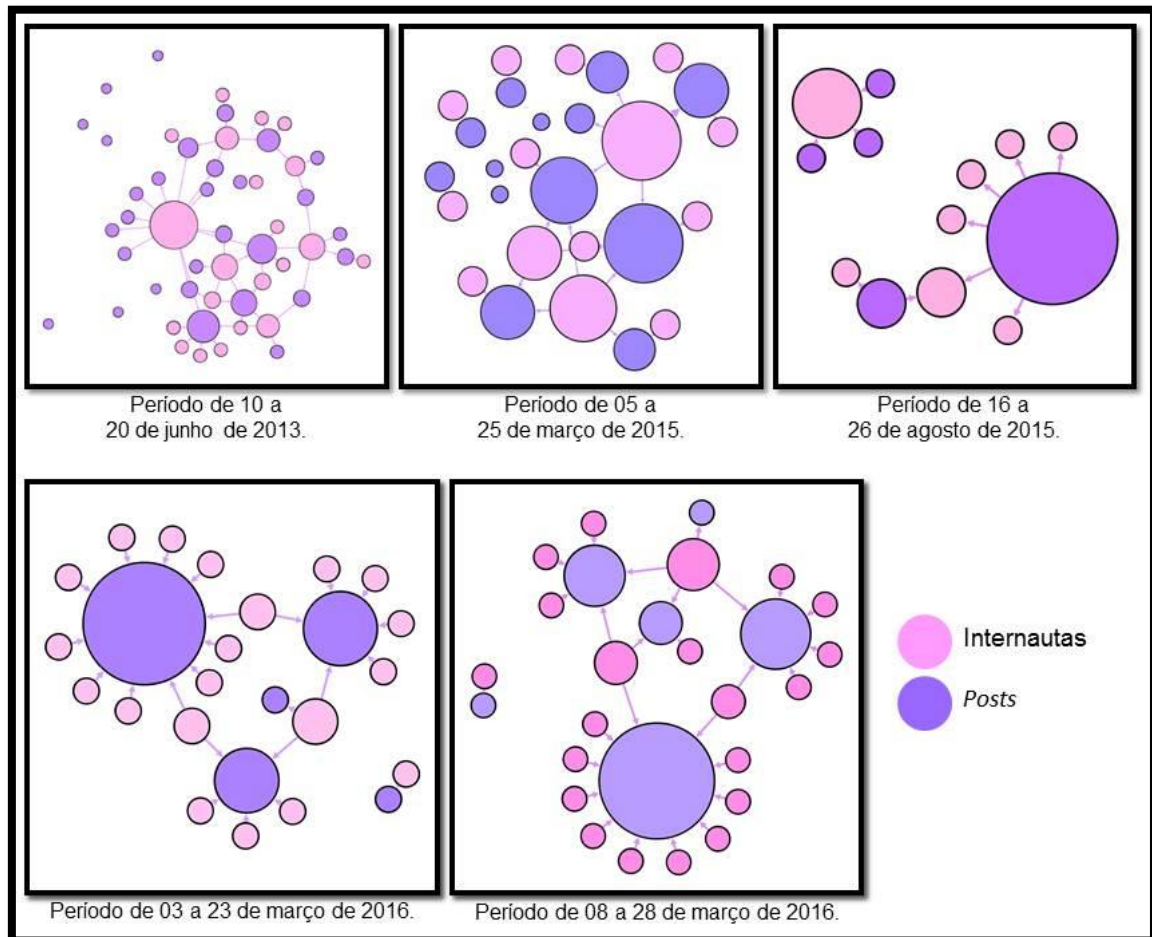 Período de 10 a
20 de junho de 2013.
Período de 05 a
25 de março de 2015.
Período de 16 a
26 de agosto de 2015.
Internautas
Posts
Período de 03 a 23 de março de 2016.
Período de 08 a 28 de março de 2016.